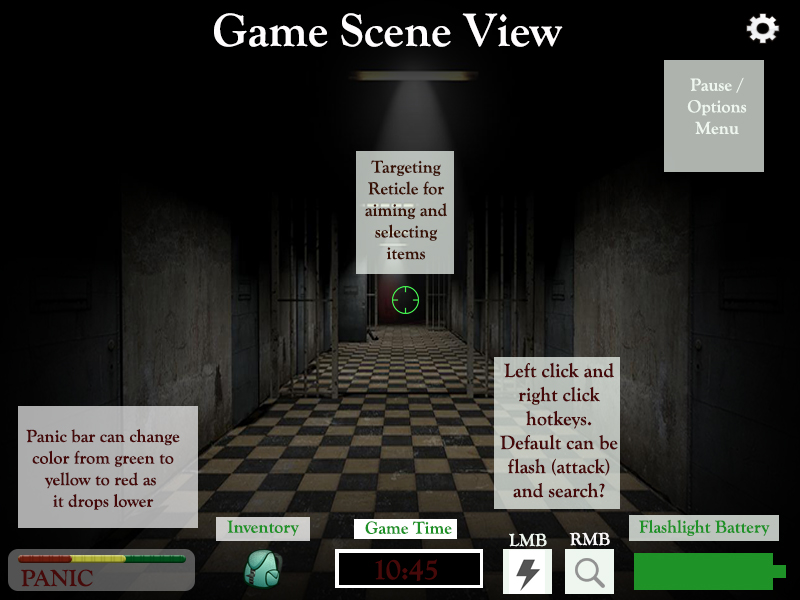 Game Scene View
Pause /
Options
Menu
Targeting
Reticle for
aiming and
selecting
items
Left click and
right click
hotkeys.
Default can be
flash (attack)
and search?
Panic bar can change
color from green to
yellow to red as
it drops lower
Inventory
Game Time
LMB
RMB
Flashlight Battery
PANIC
10:45